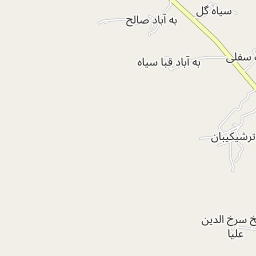 سیاه گل
به آباد صالح
سفلی
به آباد قبا سیاه
ترشیکیبان
سرخ الدین
علیا